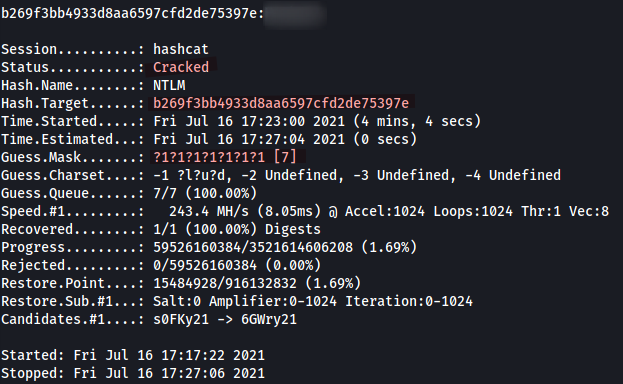 b269f3bb4933d8aa6597cfd2de75397e:
Session..........: hashcat
Status...........: Cracked
Hash.Name........: NTLM
Hash.Target......: b269f3bb4933d8aa6597cfd2de75397e
Time.Started.....: Fri Jul 16 17:23:00 2021 (4 mins, 4 secs)
Time.Estimated...: Fri Jul 16 17:27:04 2021 (0 secs)
Guess.Mask.......: ?1?1?1?1?1?1?1 [7]
Guess.Charset....: -1 ?l?u?d, -2 Undefined, -3 Undefined, -4 Undefined
Guess.Queue......: 7/7 (100.00%)
Speed.#1.........:   243.4 MH/s (8.05ms) @ Accel:1024 Loops:1024 Thr:1 Vec:8
Recovered........: 1/1 (100.00%) Digests
Progress.........: 59526160384/3521614606208 (1.69%)
Rejected.........: 0/59526160384 (0.00%)
Restore.Point....: 15484928/916132832 (1.69%)
Restore.Sub.#1...: Salt:0 Amplifier:0-1024 Iteration:0-1024
Candidates.#1....: s0FKy21 -> 6GWry21
Started: Fri Jul 16 17:17:22 2021
Stopped: Fri Jul 16 17:27:06 2021